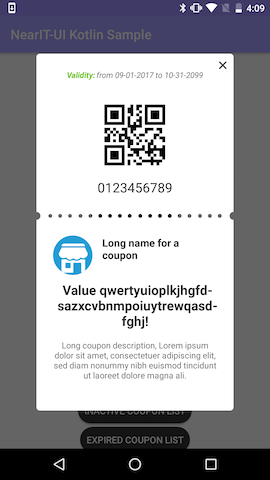 4:09
NearIT-UI Kotlin Sample
Validity: from 09-01-2017 to 10-31-2099
0123456789
Long name for a
coupon
Value qwertyuioplkjhgfd-
sazxcvbnmpoiuytrewqasd-
fghj!
Long coupon description, Lorem ipsum
dolor sit amet, consectetuer adipiscing elit,
sed diam nonummy nibh euismod tincidunt
ut laoreet dolore magna ali.
INACTIVE COUPON LIST
EXPIRED COUPON LIST